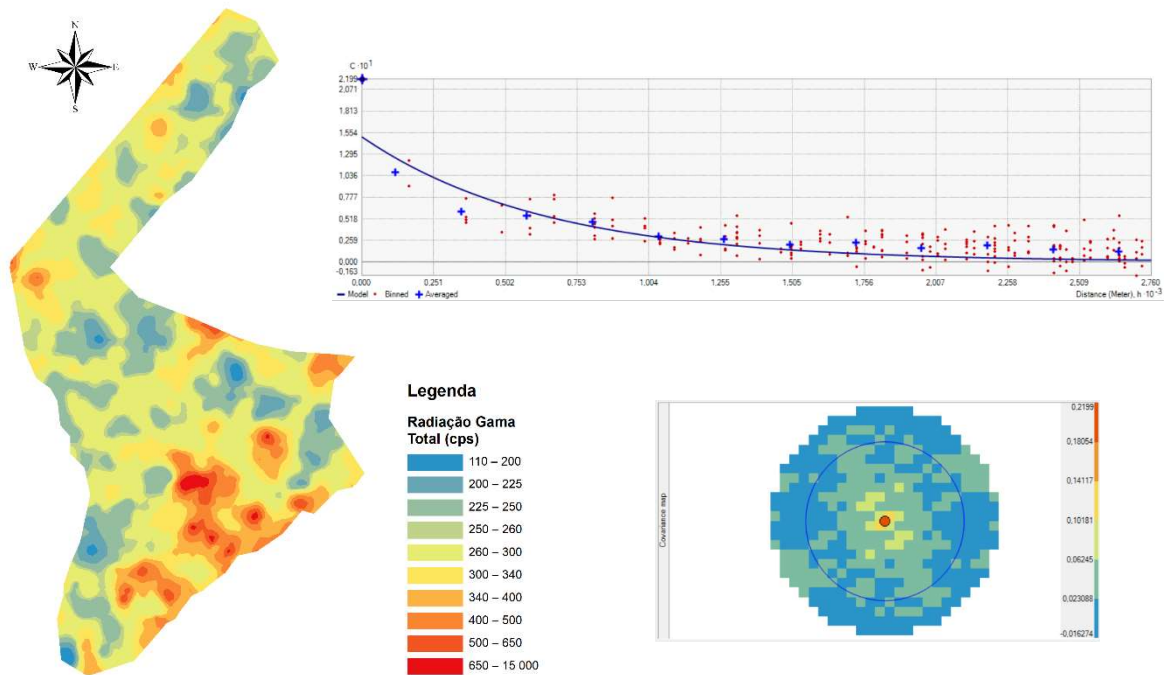 N
W E
S
C · 10¹
2.199
2.071
1.813
1.554
1.295
1.036
0.777
0.518
0.259
0.000
-0.163
0.000 0.251 0.502 0.753 1.004 1.255 1.505 1.756 2.007 2.258 2.509 2.760
Model Binned Averaged
Distance (Meter), h · 10⁻³
Legenda
Radiação Gama
Total (cps)
110 – 200
200 – 225
225 – 250
250 – 260
260 – 300
300 – 340
340 – 400
400 – 500
500 – 650
650 – 15 000
Covariance map
0,2199
0,18054
0,14117
0,10181
0,06245
0,023088
-0,016274